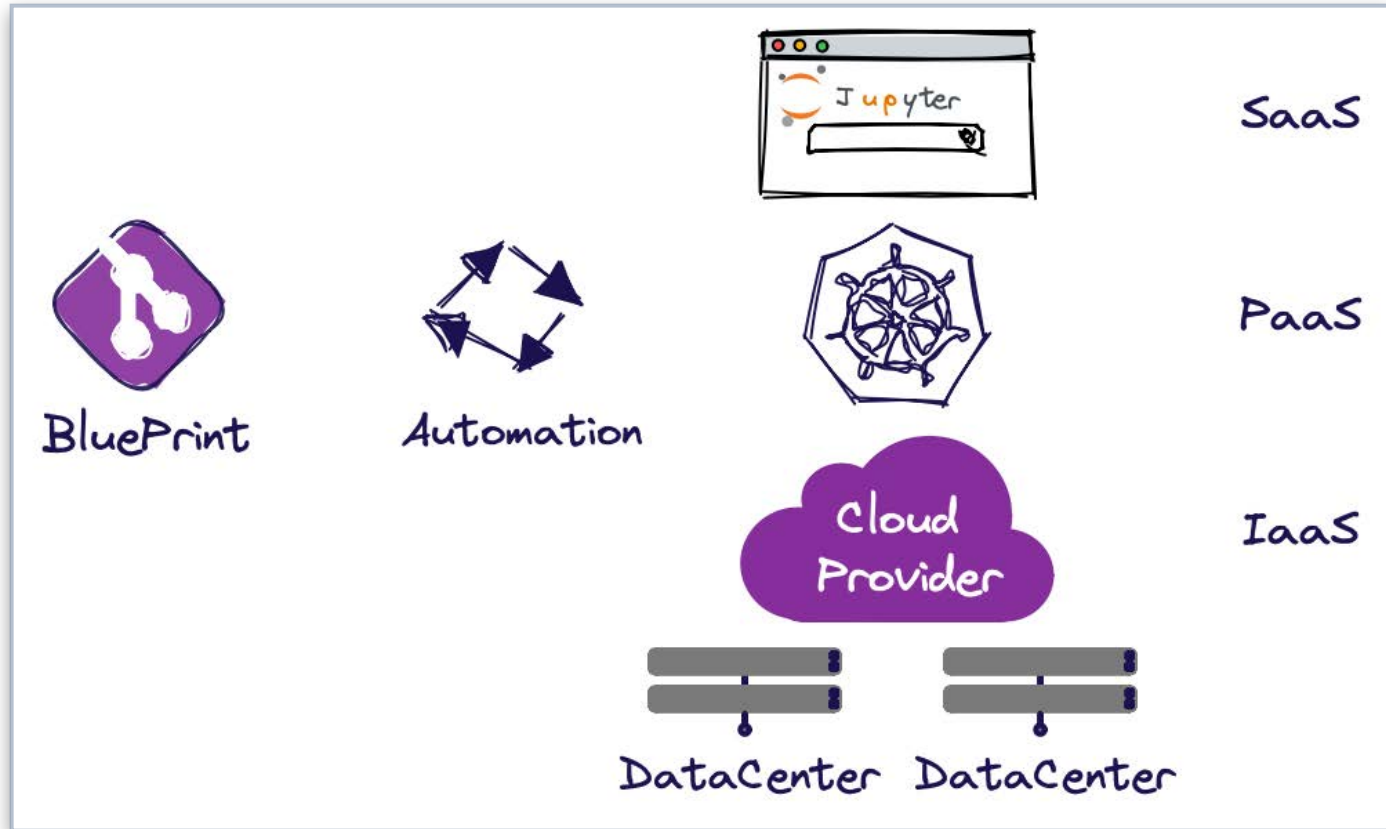 Jupyter
SaaS
PaaS
BluePrint
Automation
Cloud
Provider
IaaS
DataCenter
DataCenter